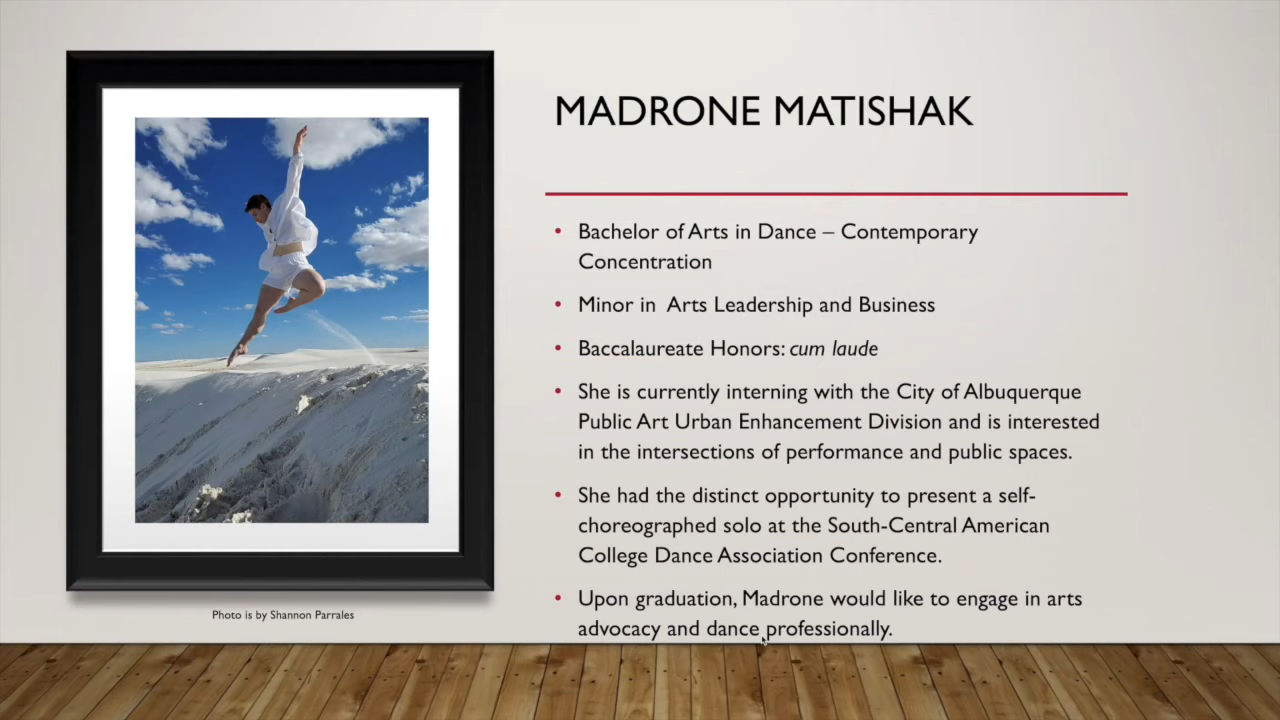 MADRONE MATISHAK
• Bachelor of Arts in Dance – Contemporary
Concentration
• Minor in  Arts Leadership and Business
• Baccalaureate Honors: cum laude
• She is currently interning with the City of Albuquerque
Public Art Urban Enhancement Division and is interested
in the intersections of performance and public spaces.
• She had the distinct opportunity to present a self-
choreographed solo at the South-Central American
College Dance Association Conference.
• Upon graduation, Madrone would like to engage in arts
advocacy and dance professionally.
Photo is by Shannon Parrales